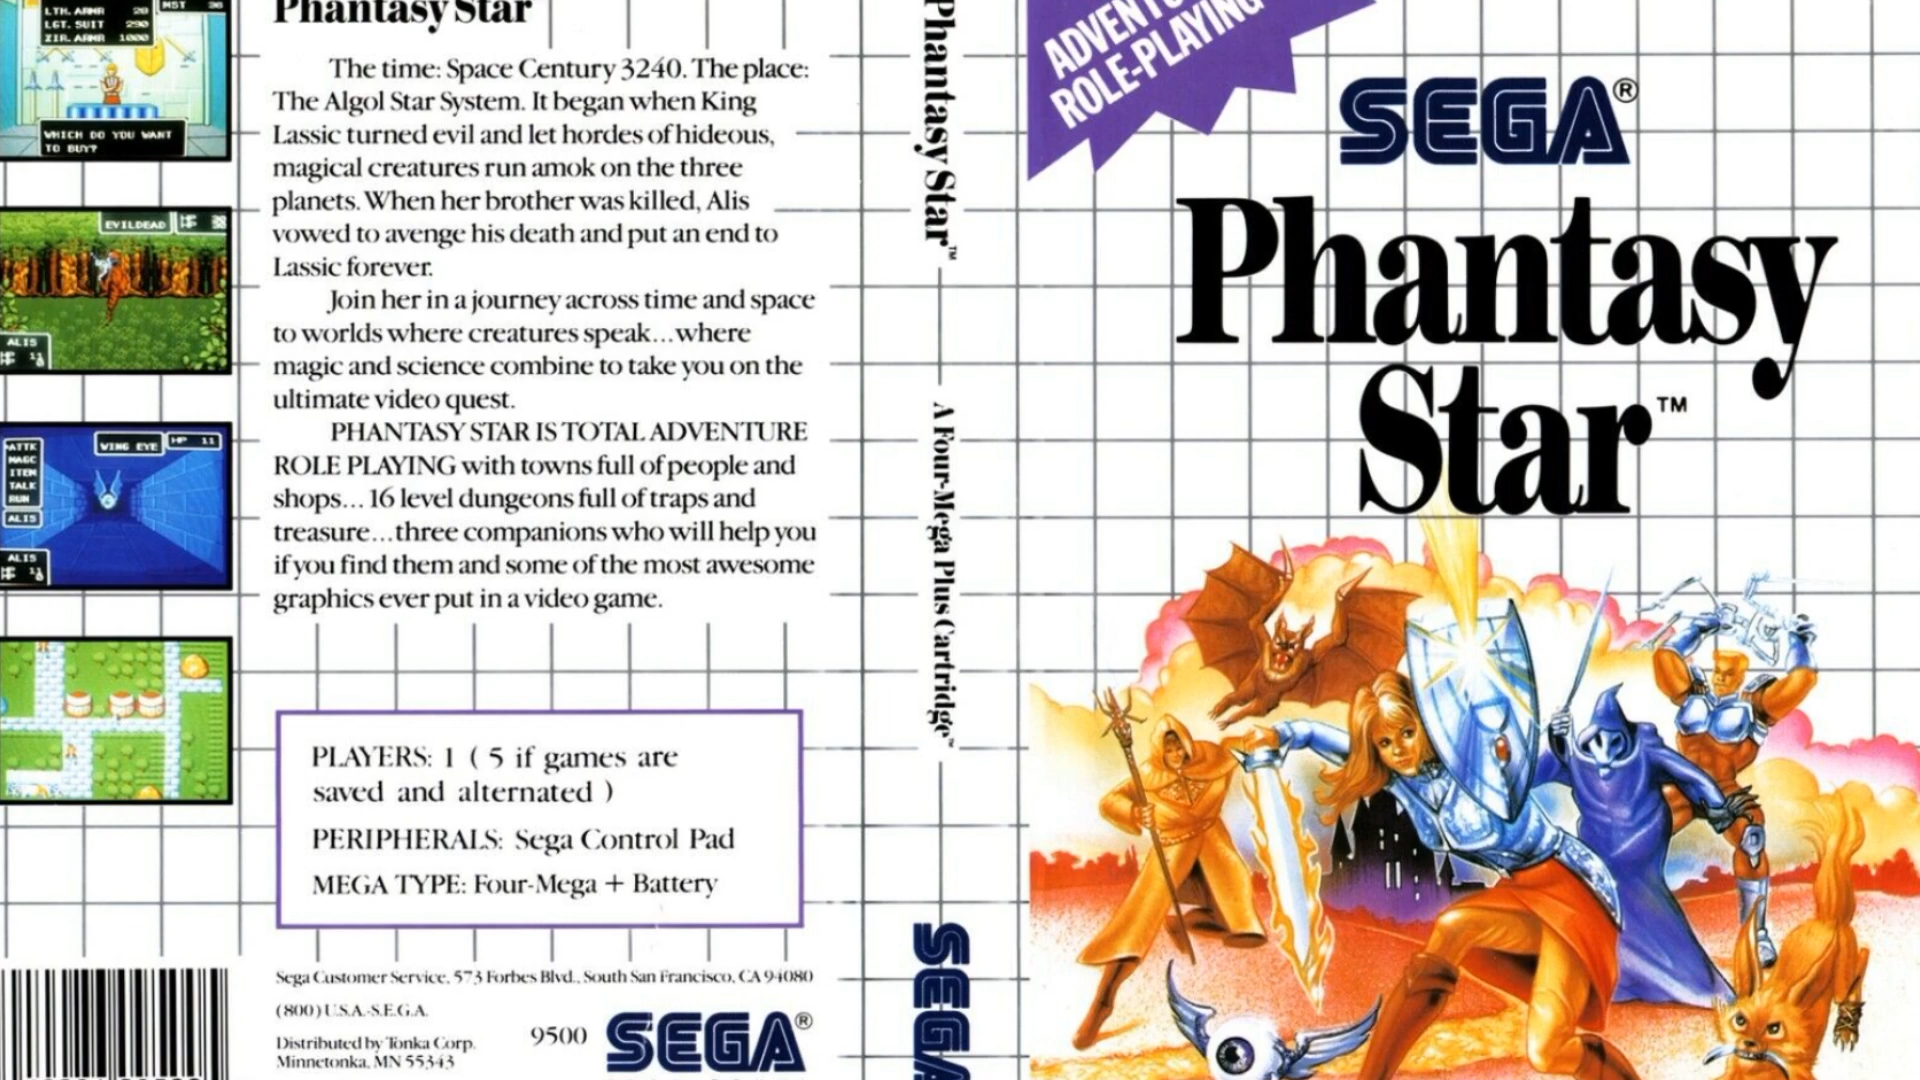 LTH. ARMR 28
LGT. SUIT 290
ZIR. ARMR 1000
MST
WHICH DO YOU WANT
TO BUY?
EVILDEAD
ALIS
ATTK
MAGC
ITEM
TALK
RUN
WING EYE
HP 11
ALIS
ALIS
Phantasy Star
The time: Space Century 3240. The place:
The Algol Star System. It began when King
Lassic turned evil and let hordes of hideous,
magical creatures run amok on the three
planets. When her brother was killed, Alis
vowed to avenge his death and put an end to
Lassic forever.
Join her in a journey across time and space
to worlds where creatures speak...where
magic and science combine to take you on the
ultimate video quest.
PHANTASY STAR IS TOTAL ADVENTURE
ROLE PLAYING with towns full of people and
shops... 16 level dungeons full of traps and
treasure...three companions who will help you
if you find them and some of the most awesome
graphics ever put in a video game.
PLAYERS: 1 ( 5 if games are
saved and alternated )
PERIPHERALS: Sega Control Pad
MEGA TYPE: Four-Mega + Battery
Sega Customer Service, 573 Forbes Blvd., South San Francisco, CA 94080
(800) U.S.A.-S.E.G.A.
Distributed by Tonka Corp.
Minnetonka, MN 55343
9500
SEGA®
Phantasy Star™
A Four-Mega Plus Cartridge™
SEGA
ROLE-PLAYING
SEGA®
Phantasy
Star™